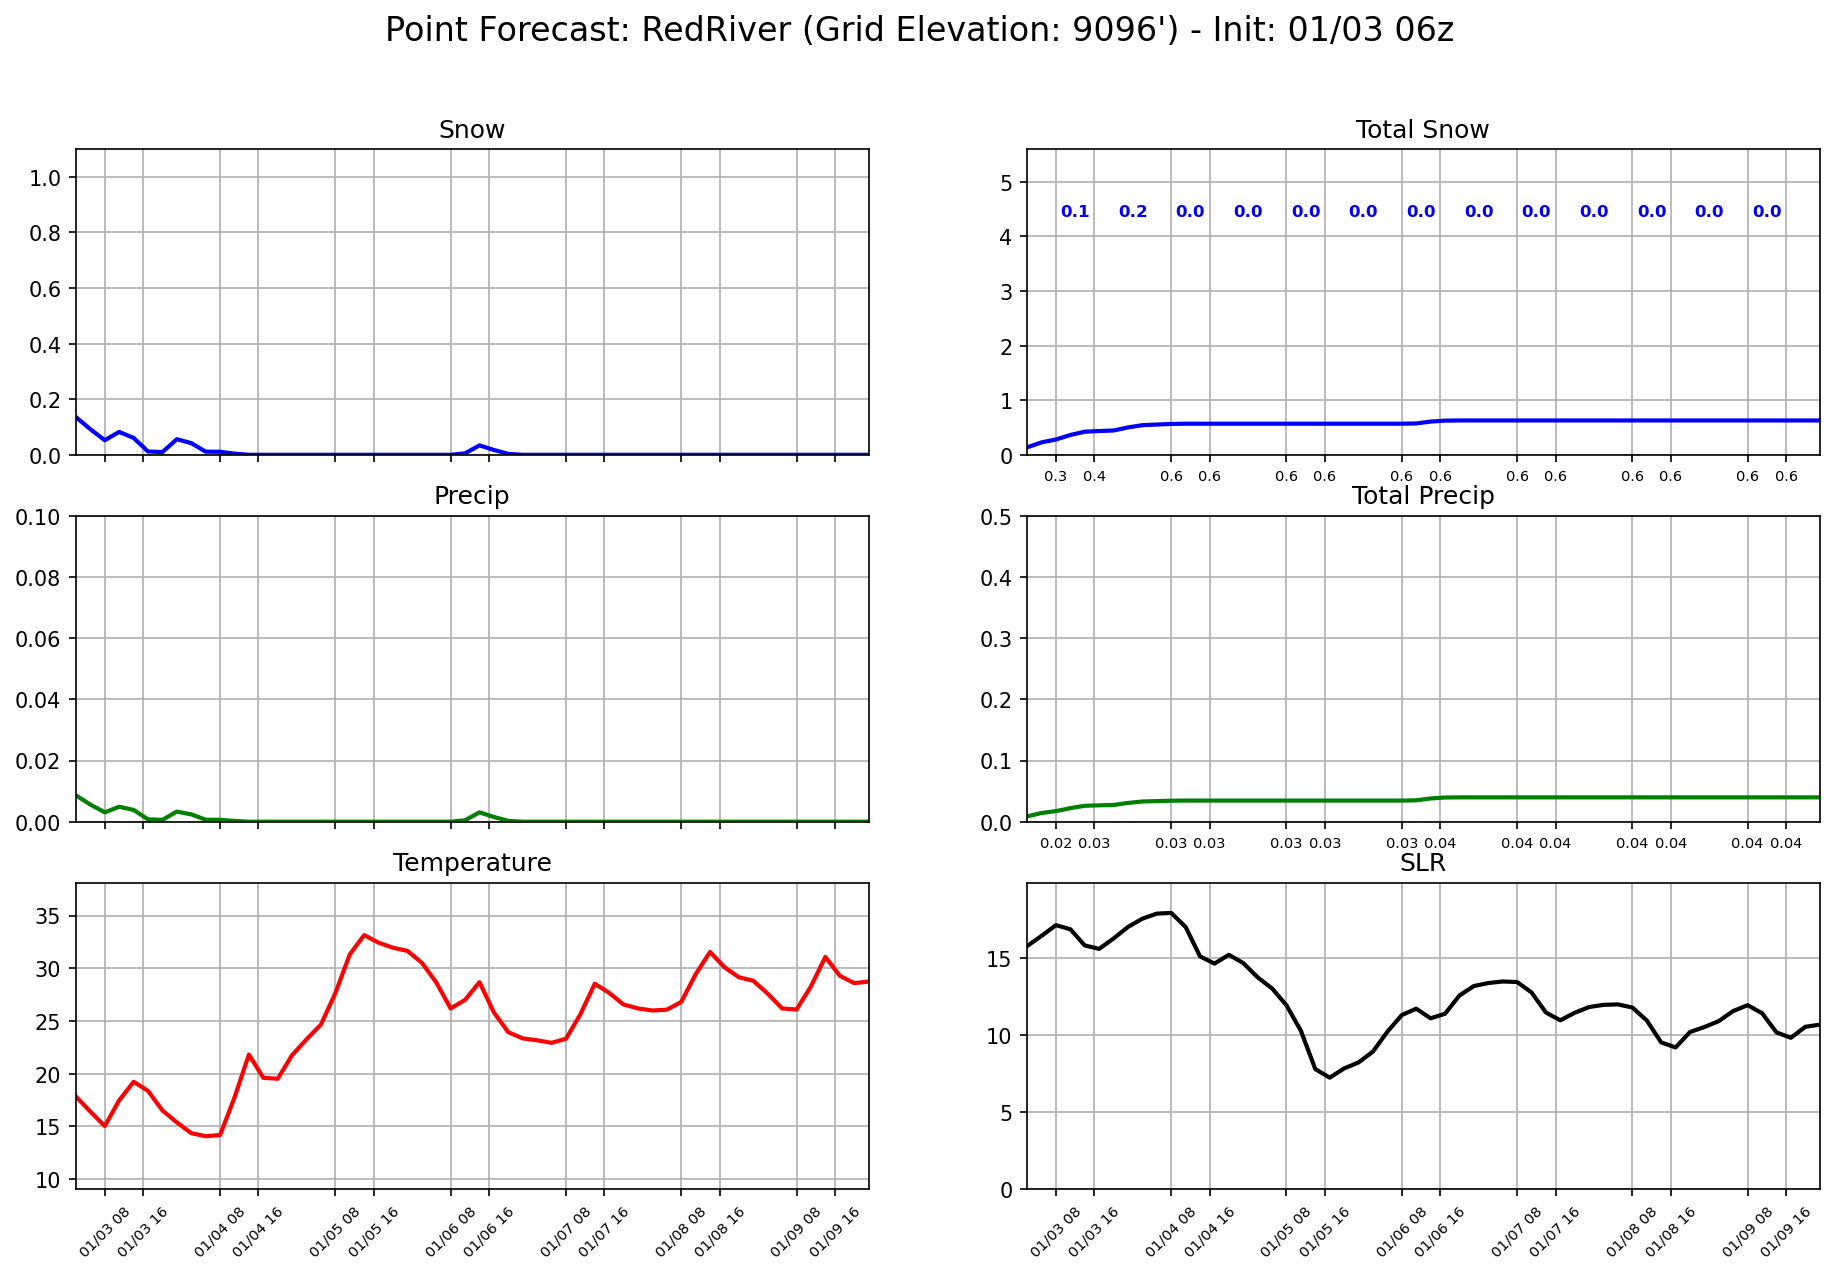 Point Forecast: RedRiver (Grid Elevation: 9096') - Init: 01/03 06z
Snow
1.0
0.8
0.6
0.4
0.2
0.0
Total Snow
5
4
3
2
1
0
0.1 0.2 0.0 0.0 0.0 0.0 0.0 0.0 0.0 0.0 0.0 0.0 0.0
0.3 0.4 0.6 0.6 0.6 0.6 0.6 0.6 0.6 0.6 0.6 0.6 0.6 0.6
Precip
0.10
0.08
0.06
0.04
0.02
0.00
Total Precip
0.5
0.4
0.3
0.2
0.1
0.0
0.02 0.03 0.03 0.03 0.03 0.03 0.03 0.04 0.04 0.04 0.04 0.04 0.04 0.04
Temperature
35
30
25
20
15
10
01/03 08 01/03 16 01/04 08 01/04 16 01/05 08 01/05 16 01/06 08 01/06 16 01/07 08 01/07 16 01/08 08 01/08 16 01/09 08 01/09 16
SLR
15
10
5
0
01/03 08 01/03 16 01/04 08 01/04 16 01/05 08 01/05 16 01/06 08 01/06 16 01/07 08 01/07 16 01/08 08 01/08 16 01/09 08 01/09 16